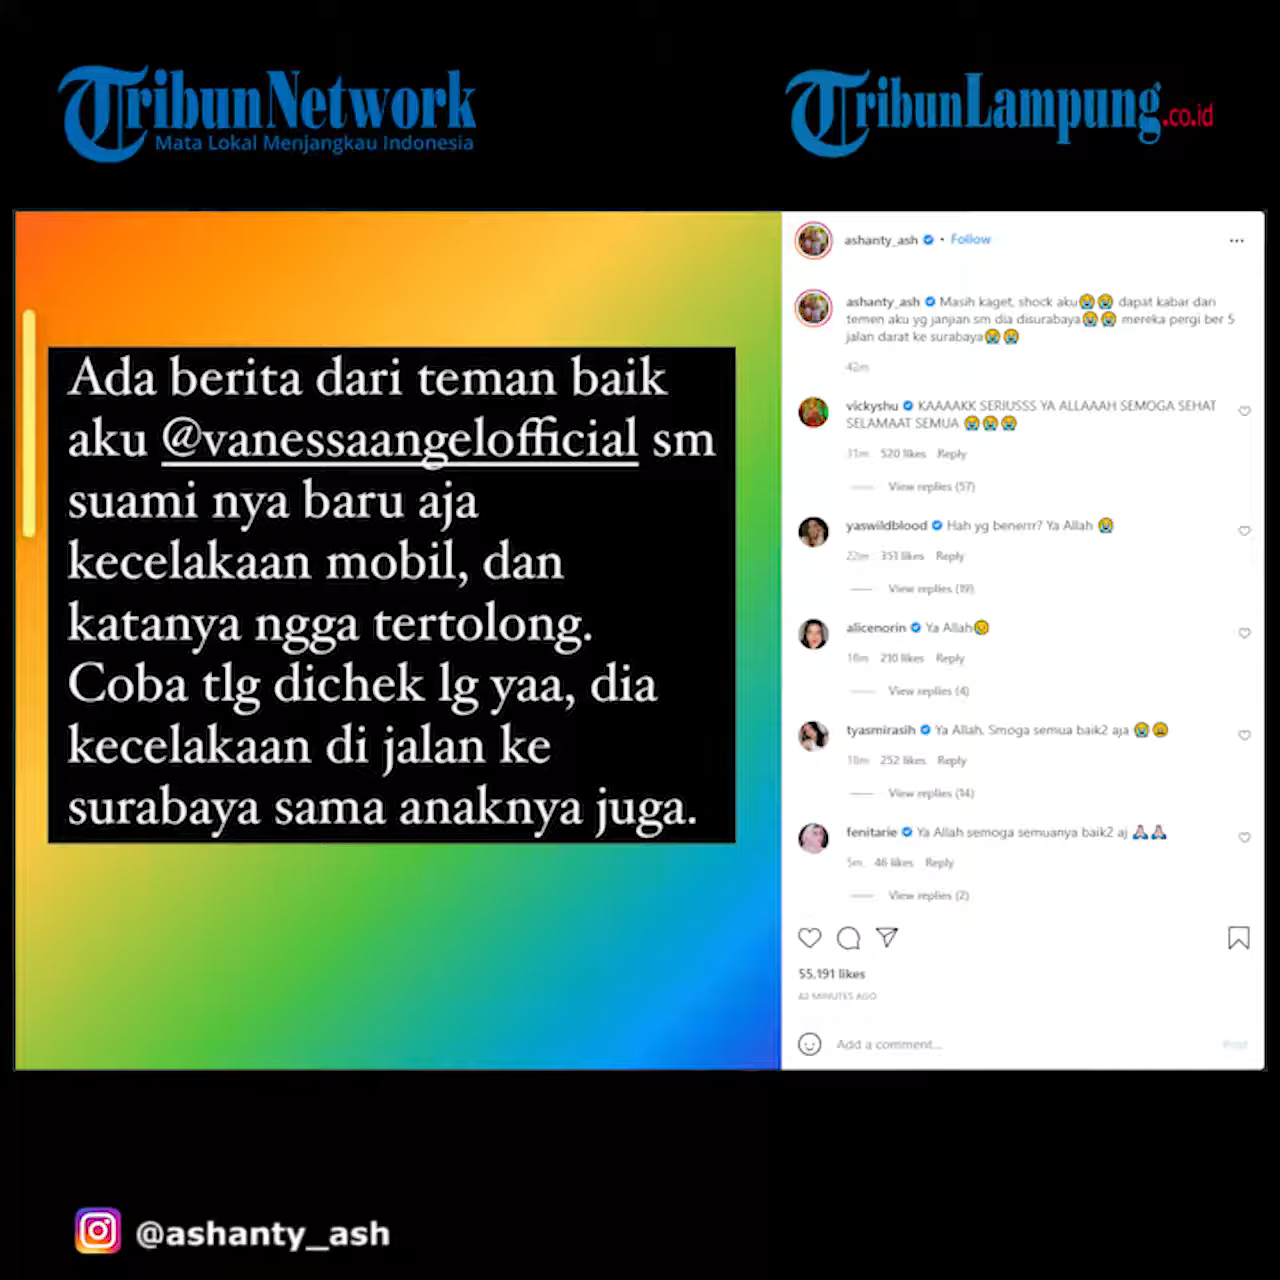 TribunNetwork
Mata Lokal Menjangkau Indonesia
TribunLampung.co.id
Ada berita dari teman baik
aku @vanessaangelofficial sm
suami nya baru aja
kecelakaan mobil, dan
katanya ngga tertolong.
Coba tlg dichek lg yaa, dia
kecelakaan di jalan ke
surabaya sama anaknya juga.
ashanty_ash • Follow
ashanty_ash Masih kaget, shock aku😭😭 dapat kabar dari
temen aku yg janjian sm dia disurabaya😭😭 mereka pergi ber 5
jalan darat ke surabaya😭😭
42m
vickyshu KAAAAKK SERIUSSS YA ALLAAAH SEMOGA SEHAT
SELAMAAT SEMUA 😭😭😭
31m 520 likes Reply
View replies (57)
yaswildblood Hah yg benerrr? Ya Allah 😭
22m 351 likes Reply
View replies (19)
alicenorin Ya Allah😢
18m 210 likes Reply
View replies (4)
tyasmirasih Ya Allah. Smoga semua baik2 aja 😭😩
18m 252 likes Reply
View replies (14)
fenitarie Ya Allah semoga semuanya baik2 aj 🙏🙏
5m 46 likes Reply
View replies (2)
55,191 likes
42 MINUTES AGO
Add a comment...
Post
@ashanty_ash